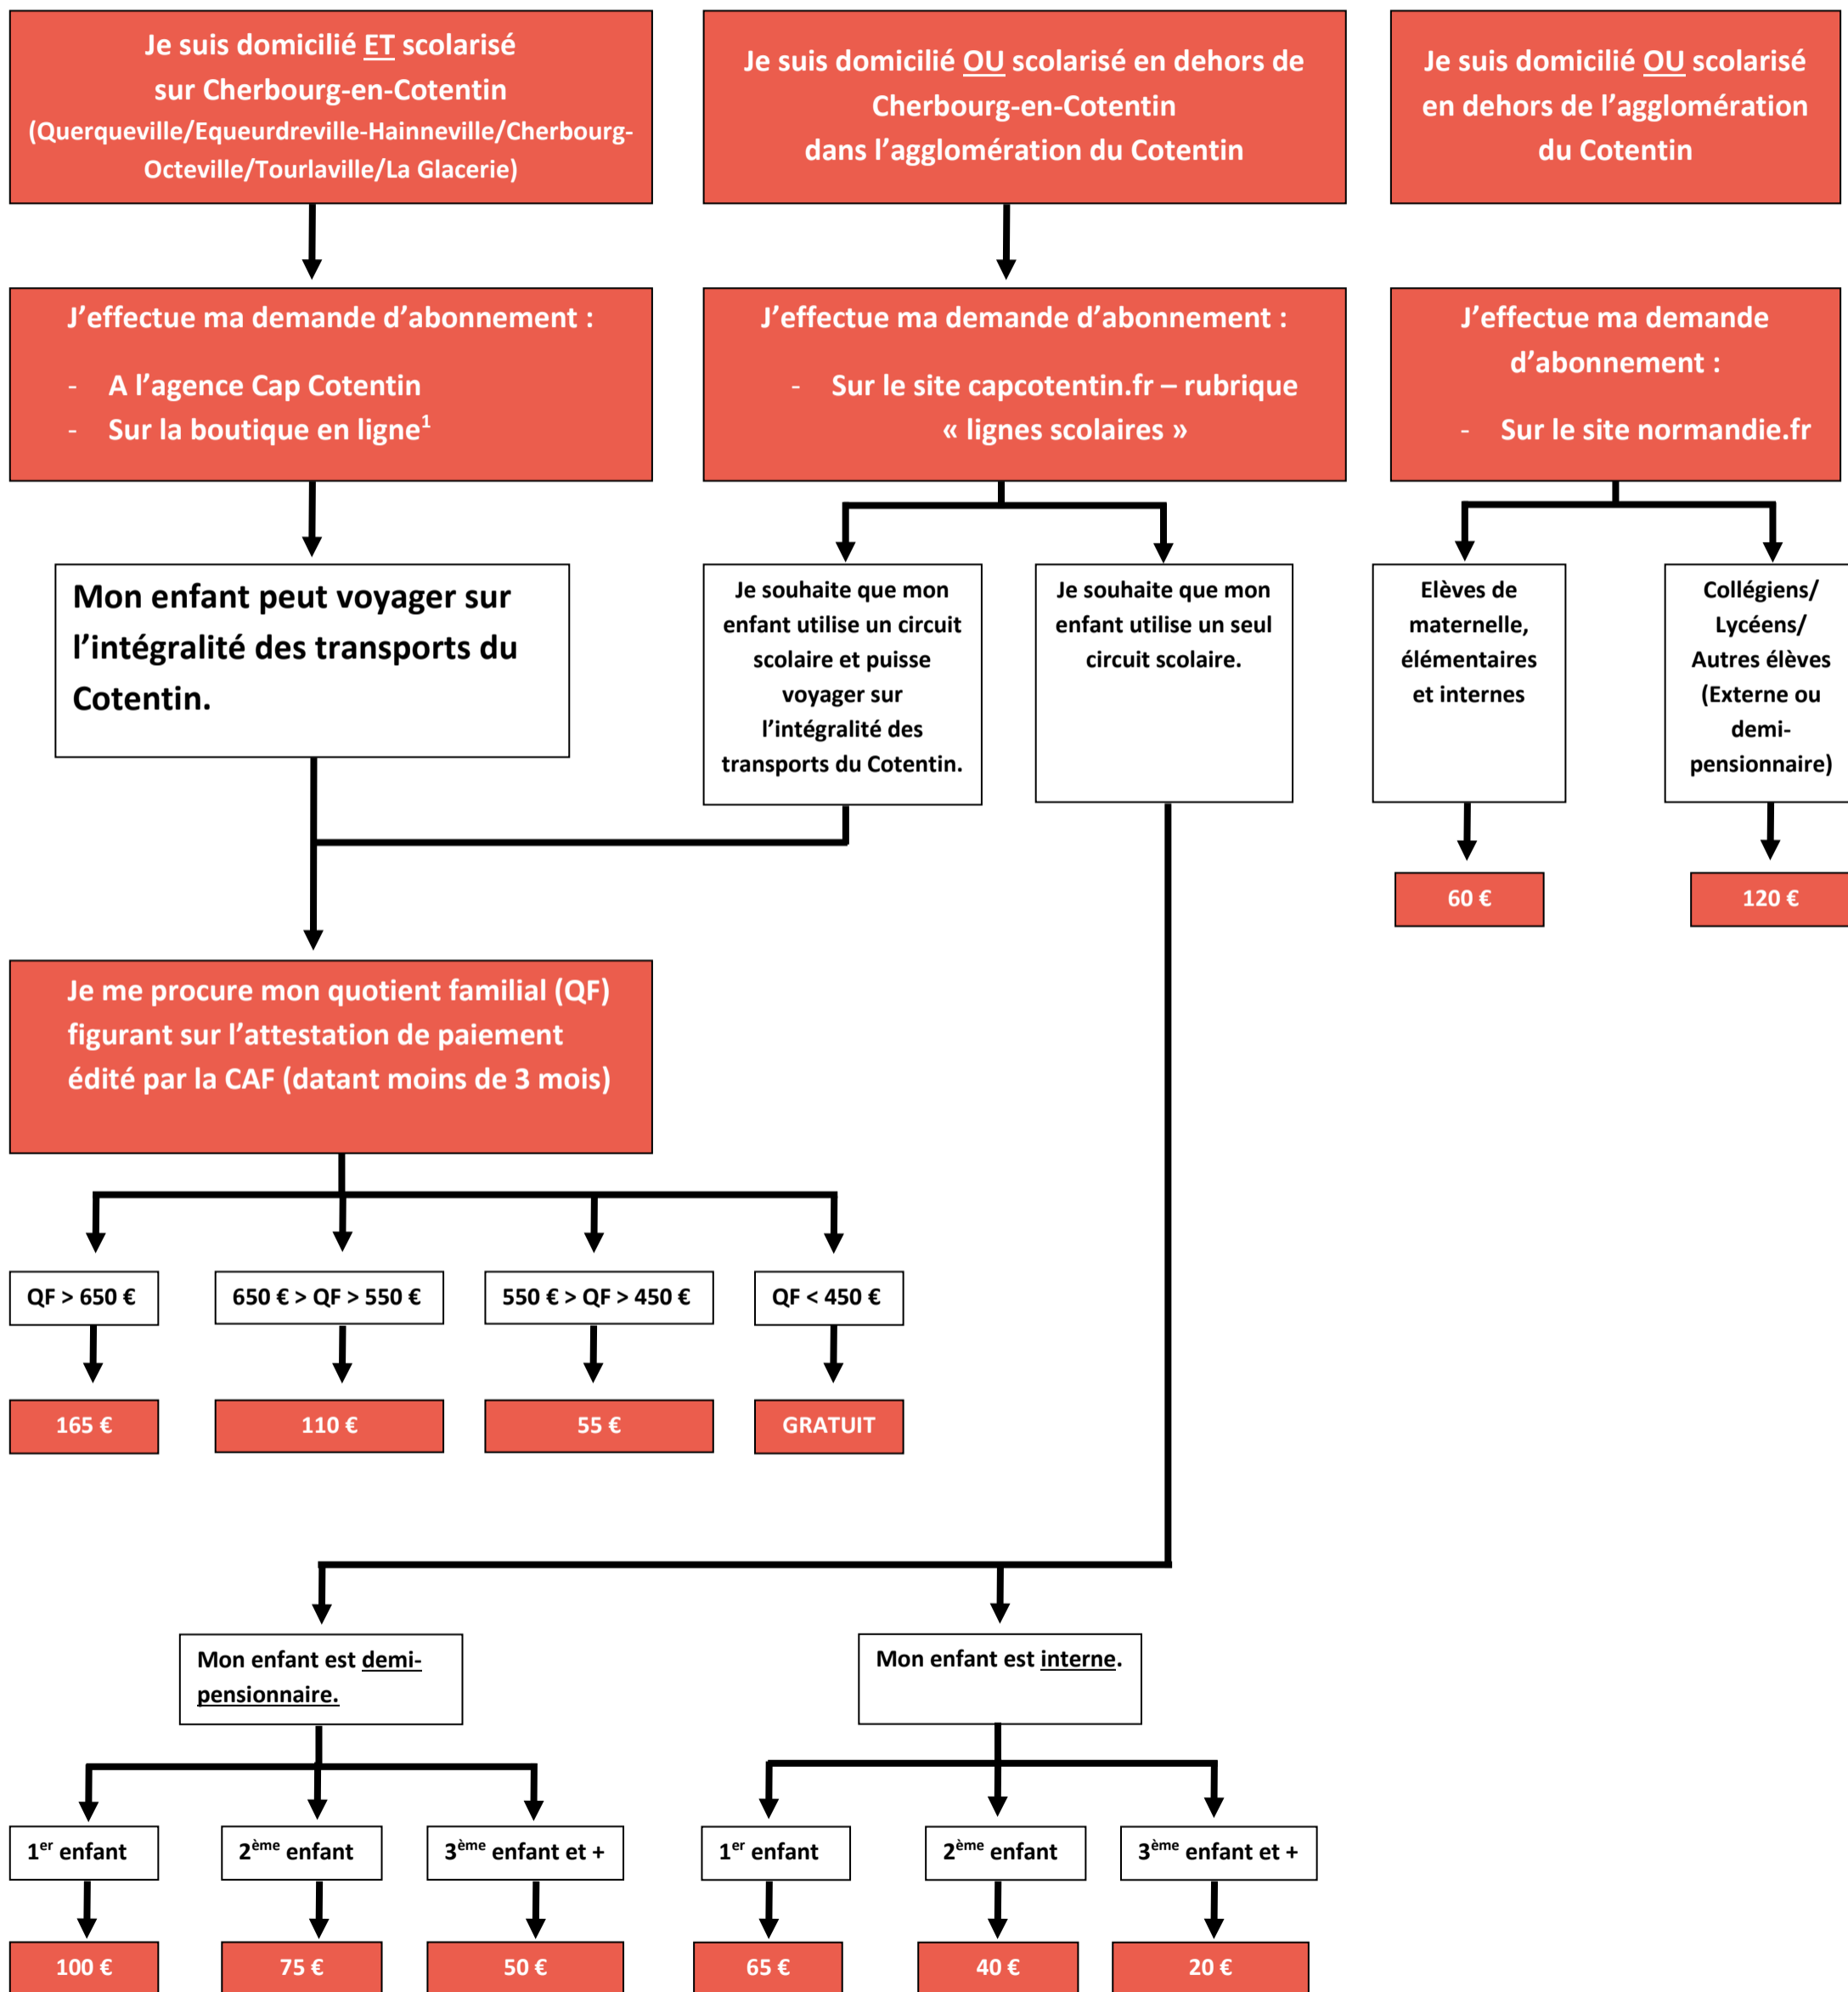 Je suis domicilié ET scolarisé
sur Cherbourg-en-Cotentin
(Querqueville/Equeurdreville-Hainneville/Cherbourg-
Octeville/Tourlaville/La Glacerie)
Je suis domicilié OU scolarisé en dehors de
Cherbourg-en-Cotentin
dans l’agglomération du Cotentin
Je suis domicilié OU scolarisé
en dehors de l’agglomération
du Cotentin
J’effectue ma demande d’abonnement :
- A l’agence Cap Cotentin
- Sur la boutique en ligne¹
J’effectue ma demande d’abonnement :
- Sur le site capcotentin.fr – rubrique
« lignes scolaires »
J’effectue ma demande
d’abonnement :
- Sur le site normandie.fr
Mon enfant peut voyager sur
l’intégralité des transports du
Cotentin.
Je souhaite que mon
enfant utilise un circuit
scolaire et puisse
voyager sur
l’intégralité des
transports du Cotentin.
Je souhaite que mon
enfant utilise un seul
circuit scolaire.
Elèves de
maternelle,
élémentaires
et internes
Collégiens/
Lycéens/
Autres élèves
(Externe ou
demi-
pensionnaire)
60 €
120 €
Je me procure mon quotient familial (QF)
figurant sur l’attestation de paiement
édité par la CAF (datant moins de 3 mois)
QF > 650 €
650 € > QF > 550 €
550 € > QF > 450 €
QF < 450 €
165 €
110 €
55 €
GRATUIT
Mon enfant est demi-
pensionnaire.
Mon enfant est interne.
1er enfant
2ème enfant
3ème enfant et +
1er enfant
2ème enfant
3ème enfant et +
100 €
75 €
50 €
65 €
40 €
20 €